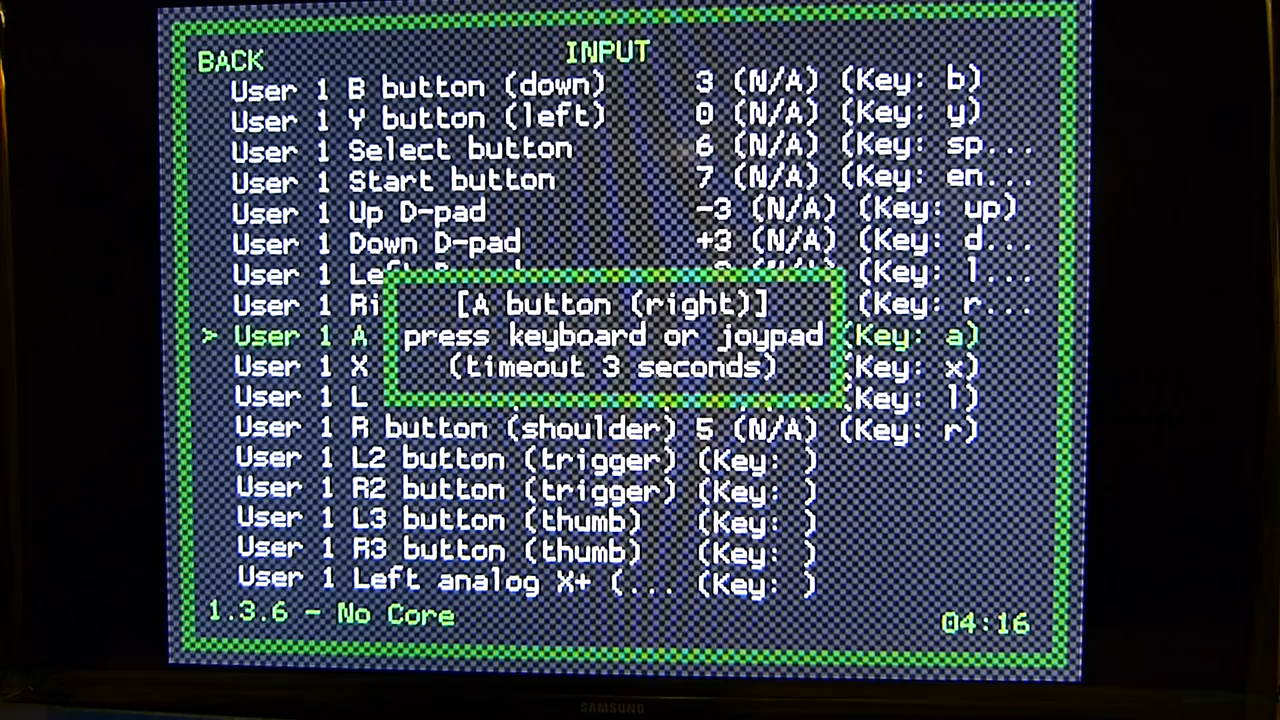 BACK
INPUT
User 1 B button (down) 3 (N/A) (Key: b)
User 1 Y button (left) 0 (N/A) (Key: y)
User 1 Select button 6 (N/A) (Key: sp...
User 1 Start button 7 (N/A) (Key: en...
User 1 Up D-pad -3 (N/A) (Key: up)
User 1 Down D-pad +3 (N/A) (Key: d...
User 1 (Key: l...
User 1 (Key: r...
> User 1 A (Key: a)
User 1 X (Key: x)
User 1 L (Key: l)
[A button (right)]
press keyboard or joypad
(timeout 3 seconds)
User 1 R button (shoulder) 5 (N/A) (Key: r)
User 1 L2 button (trigger) (Key: )
User 1 R2 button (trigger) (Key: )
User 1 L3 button (thumb) (Key: )
User 1 R3 button (thumb) (Key: )
User 1 Left analog X+ (... (Key: )
1.3.6 - No Core
04:16
SAMSUNG